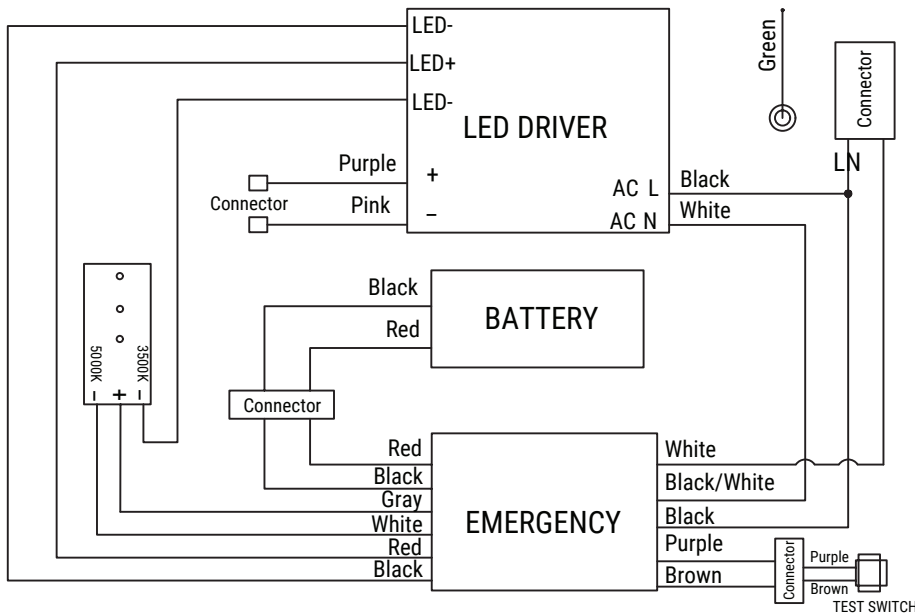 LED-
LED+
LED-
LED DRIVER
Green
Connector
LN
Purple
+
Connector
Pink
–
AC L
Black
AC N
White
Black
BATTERY
Red
5000K
3500K
– + –
Connector
Red
Black
Gray
White
Red
Black
EMERGENCY
White
Black/White
Black
Purple
Brown
Connector
Purple
Brown
TEST SWITCH